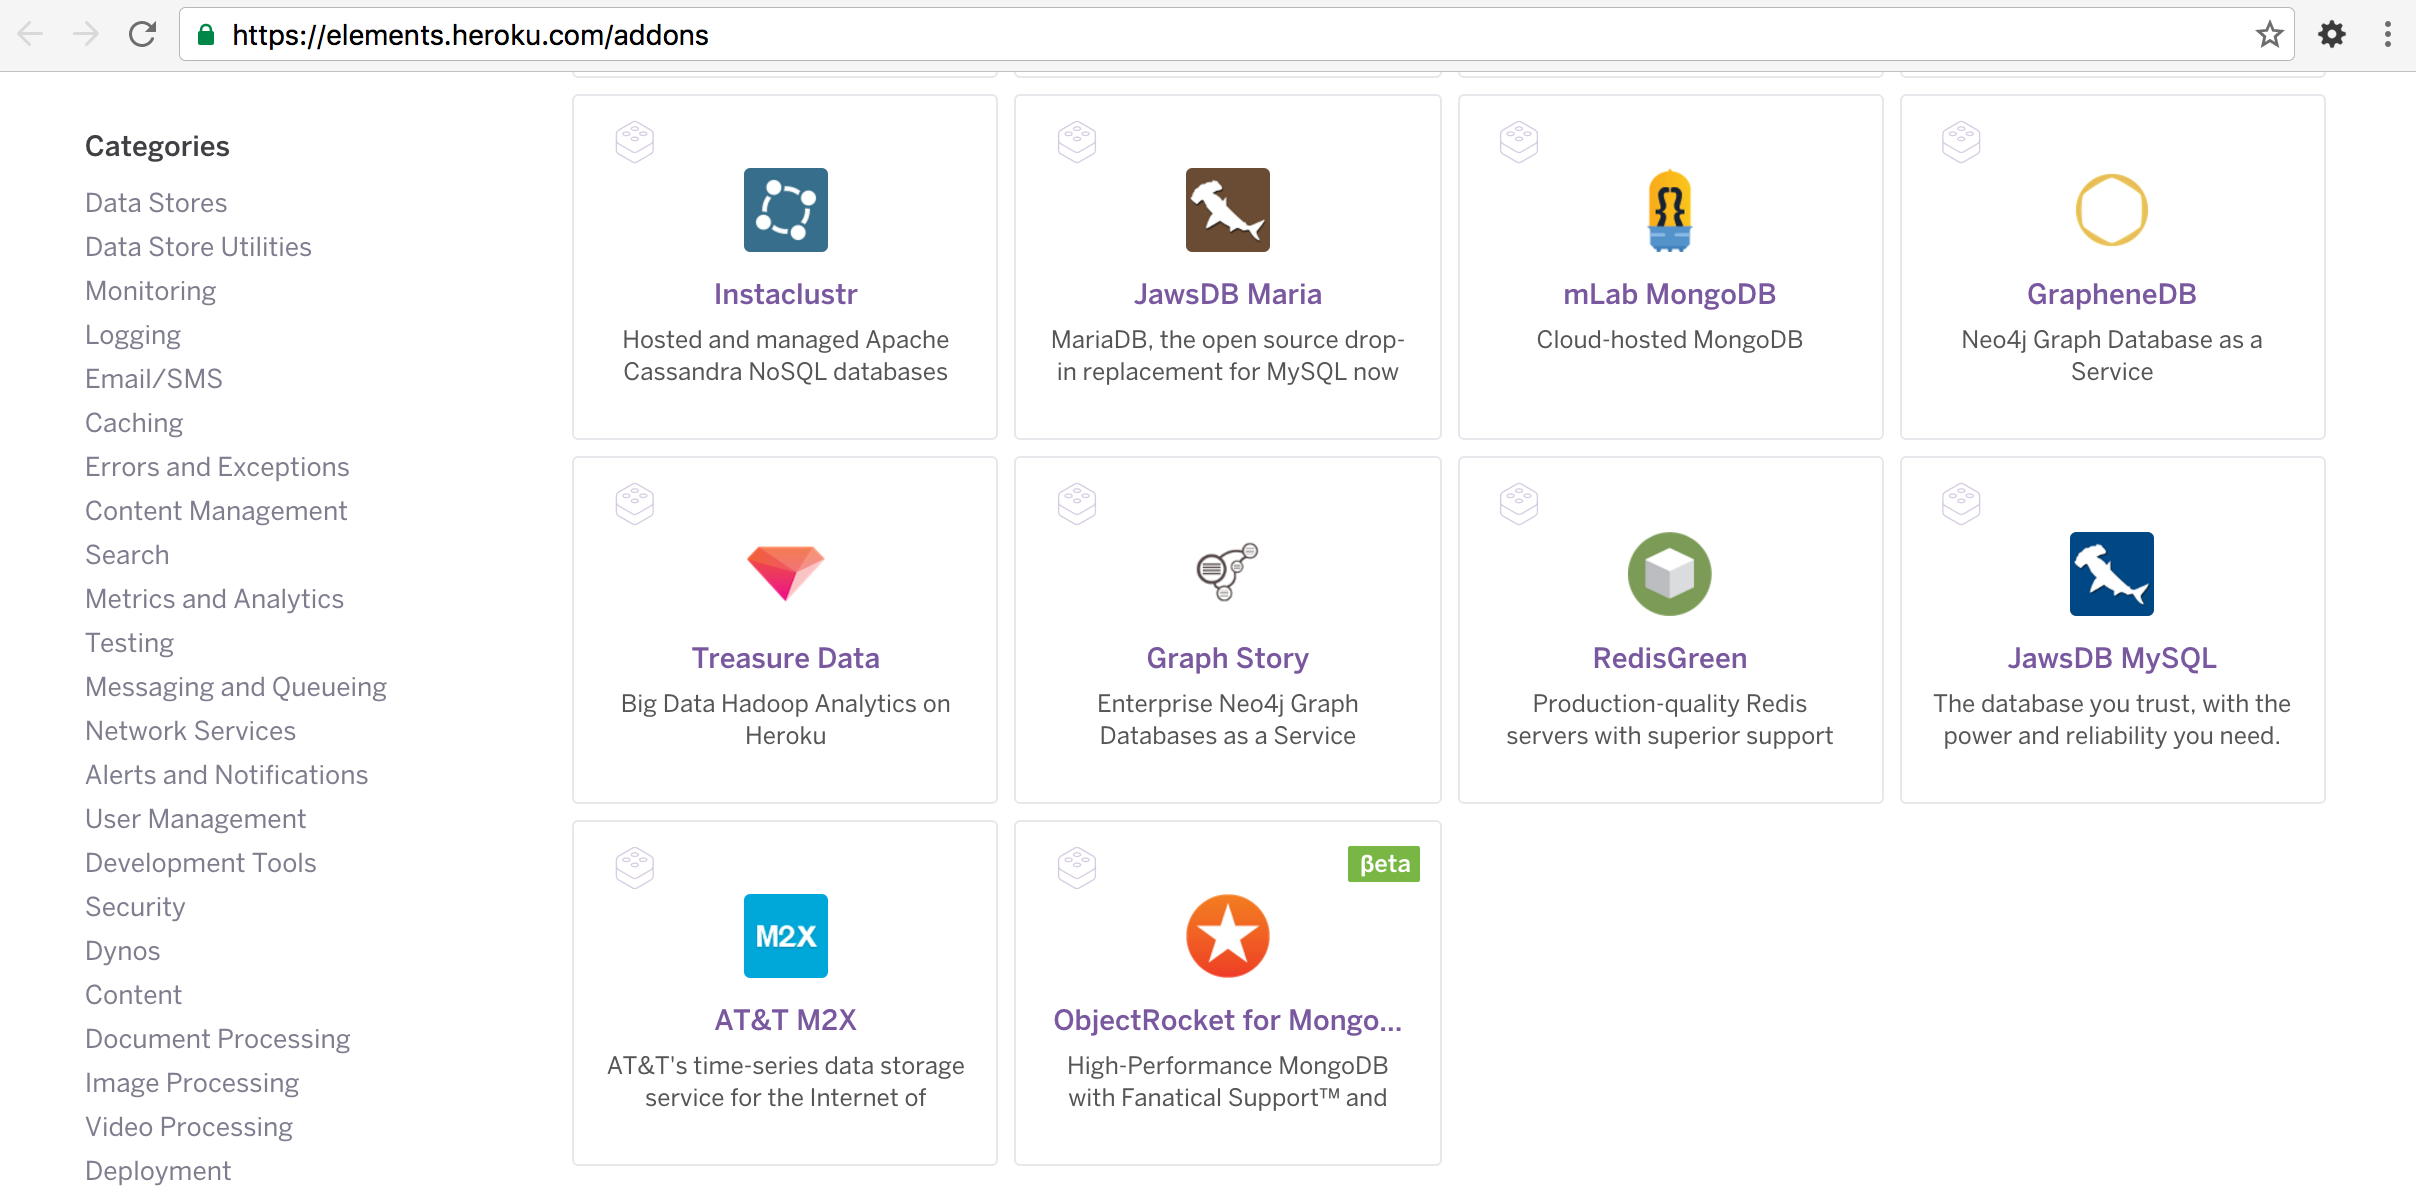 https://elements.heroku.com/addons
Categories
Data Stores
Data Store Utilities
Monitoring
Logging
Email/SMS
Caching
Errors and Exceptions
Content Management
Search
Metrics and Analytics
Testing
Messaging and Queueing
Network Services
Alerts and Notifications
User Management
Development Tools
Security
Dynos
Content
Document Processing
Image Processing
Video Processing
Deployment
Instaclustr
Hosted and managed Apache
Cassandra NoSQL databases
JawsDB Maria
MariaDB, the open source drop-
in replacement for MySQL now
{}
mLab MongoDB
Cloud-hosted MongoDB
GrapheneDB
Neo4j Graph Database as a
Service
Treasure Data
Big Data Hadoop Analytics on
Heroku
Graph Story
Enterprise Neo4j Graph
Databases as a Service
RedisGreen
Production-quality Redis
servers with superior support
JawsDB MySQL
The database you trust, with the
power and reliability you need.
M2X
AT&T M2X
AT&T's time-series data storage
service for the Internet of
βeta
ObjectRocket for Mongo...
High-Performance MongoDB
with Fanatical Support™ and